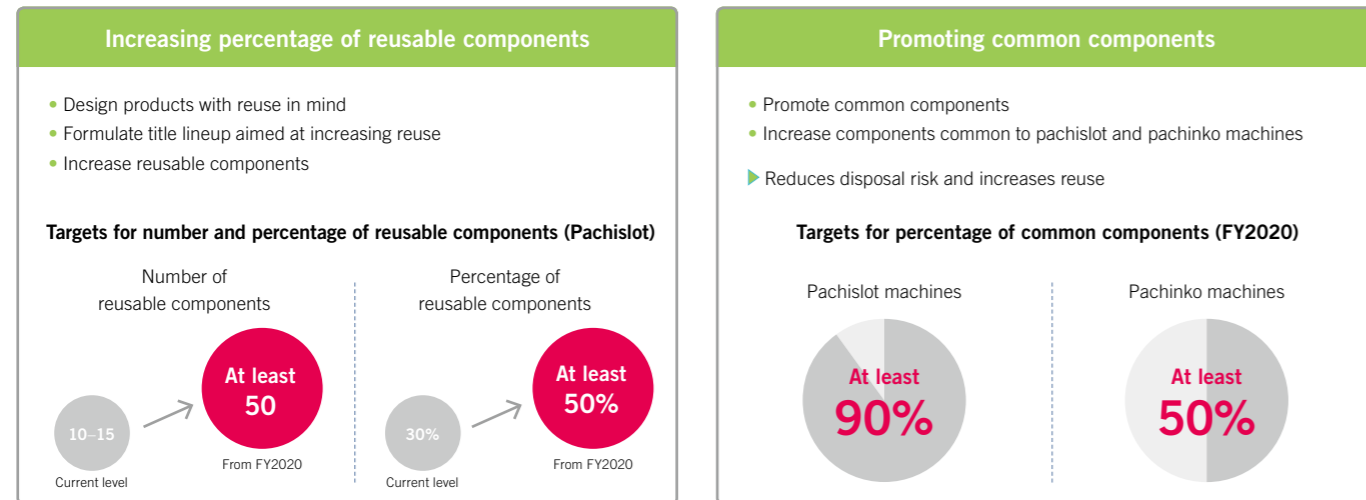 Increasing percentage of reusable components
• Design products with reuse in mind
• Formulate title lineup aimed at increasing reuse
• Increase reusable components
Targets for number and percentage of reusable components (Pachislot)
Number of
reusable components
10–15
Current level
At least
50
From FY2020
Percentage of
reusable components
30%
Current level
At least
50%
From FY2020
Promoting common components
• Promote common components
• Increase components common to pachislot and pachinko machines
Reduces disposal risk and increases reuse
Targets for percentage of common components (FY2020)
Pachislot machines
At least
90%
Pachinko machines
At least
50%